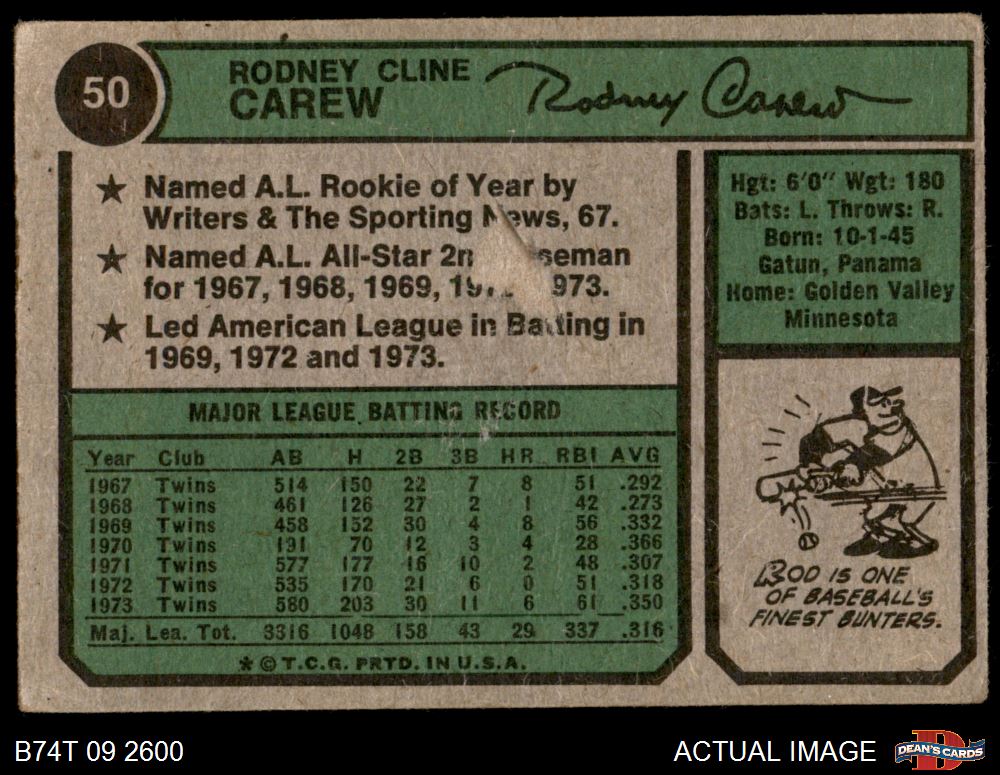 50
RODNEY CLINE
CAREW
Rodney Carew
★ Named A.L. Rookie of Year by
Writers & The Sporting News, 67.
★ Named A.L. All-Star 2n seman
for 1967, 1968, 1969, 973.
★ Led American League in Batting in
1969, 1972 and 1973.
MAJOR LEAGUE BATTING RECORD
Year Club AB H 2B 3B HR RBI AVG
1967 Twins 514 150 22 7 8 51 .292
1968 Twins 461 126 27 2 1 42 .273
1969 Twins 458 152 30 4 8 56 .332
1970 Twins 191 70 12 3 4 28 .366
1971 Twins 577 177 16 10 2 48 .307
1972 Twins 535 170 21 6 0 51 .318
1973 Twins 580 203 30 11 6 61 .350
Maj. Lea. Tot. 3316 1048 158 43 29 337 .316
* © T.C.G. PRTD. IN U.S.A.
Hgt: 6'0" Wgt: 180
Bats: L. Throws: R.
Born: 10-1-45
Gatun, Panama
Home: Golden Valley
Minnesota
ROD IS ONE
OF BASEBALL'S
FINEST BUNTERS.
B74T 09 2600
ACTUAL IMAGE
DEAN'S CARDS